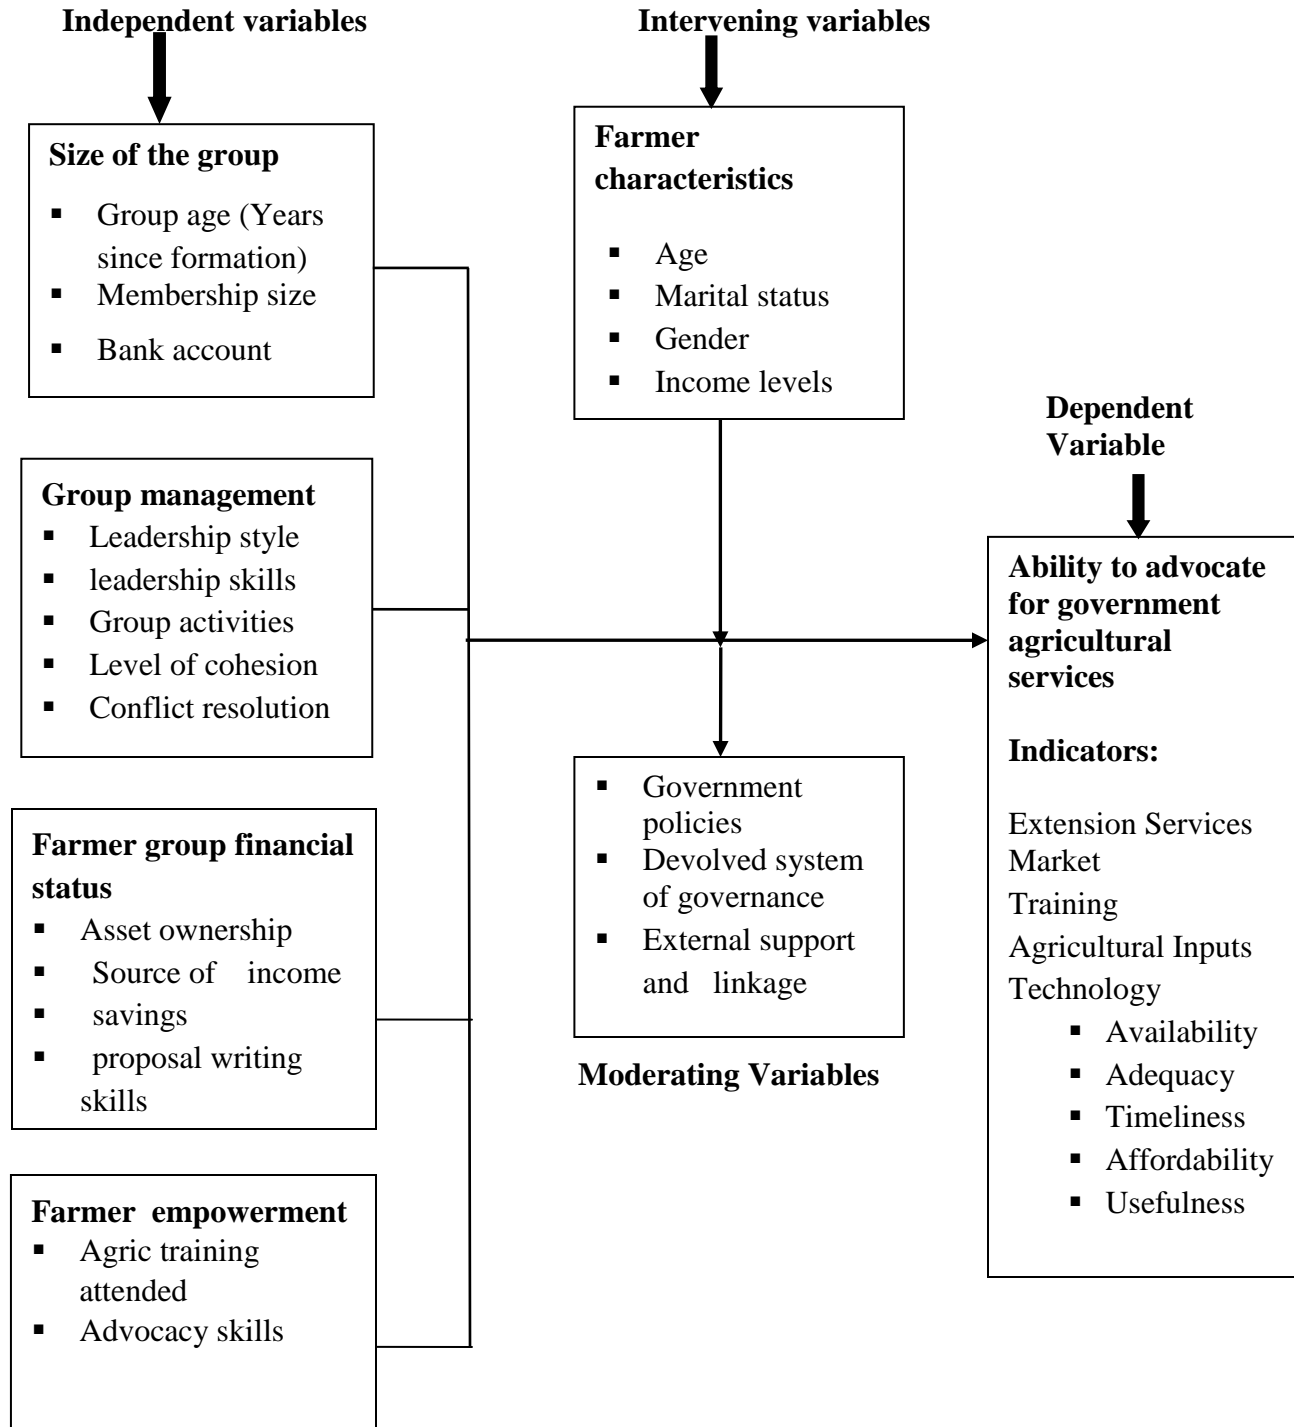 Independent variables
Size of the group
▪ Group age (Years
since formation)
▪ Membership size
▪ Bank account
Group management
▪ Leadership style
▪ leadership skills
▪ Group activities
▪ Level of cohesion
▪ Conflict resolution
Farmer group financial
status
▪ Asset ownership
▪ Source of income
▪ savings
▪ proposal writing
skills
Farmer empowerment
▪ Agric training
attended
▪ Advocacy skills
Intervening variables
Farmer
characteristics
▪ Age
▪ Marital status
▪ Gender
▪ Income levels
▪ Government
policies
▪ Devolved system
of governance
▪ External support
and linkage
Moderating Variables
Dependent
Variable
Ability to advocate
for government
agricultural
services
Indicators:
Extension Services
Market
Training
Agricultural Inputs
Technology
▪ Availability
▪ Adequacy
▪ Timeliness
▪ Affordability
▪ Usefulness